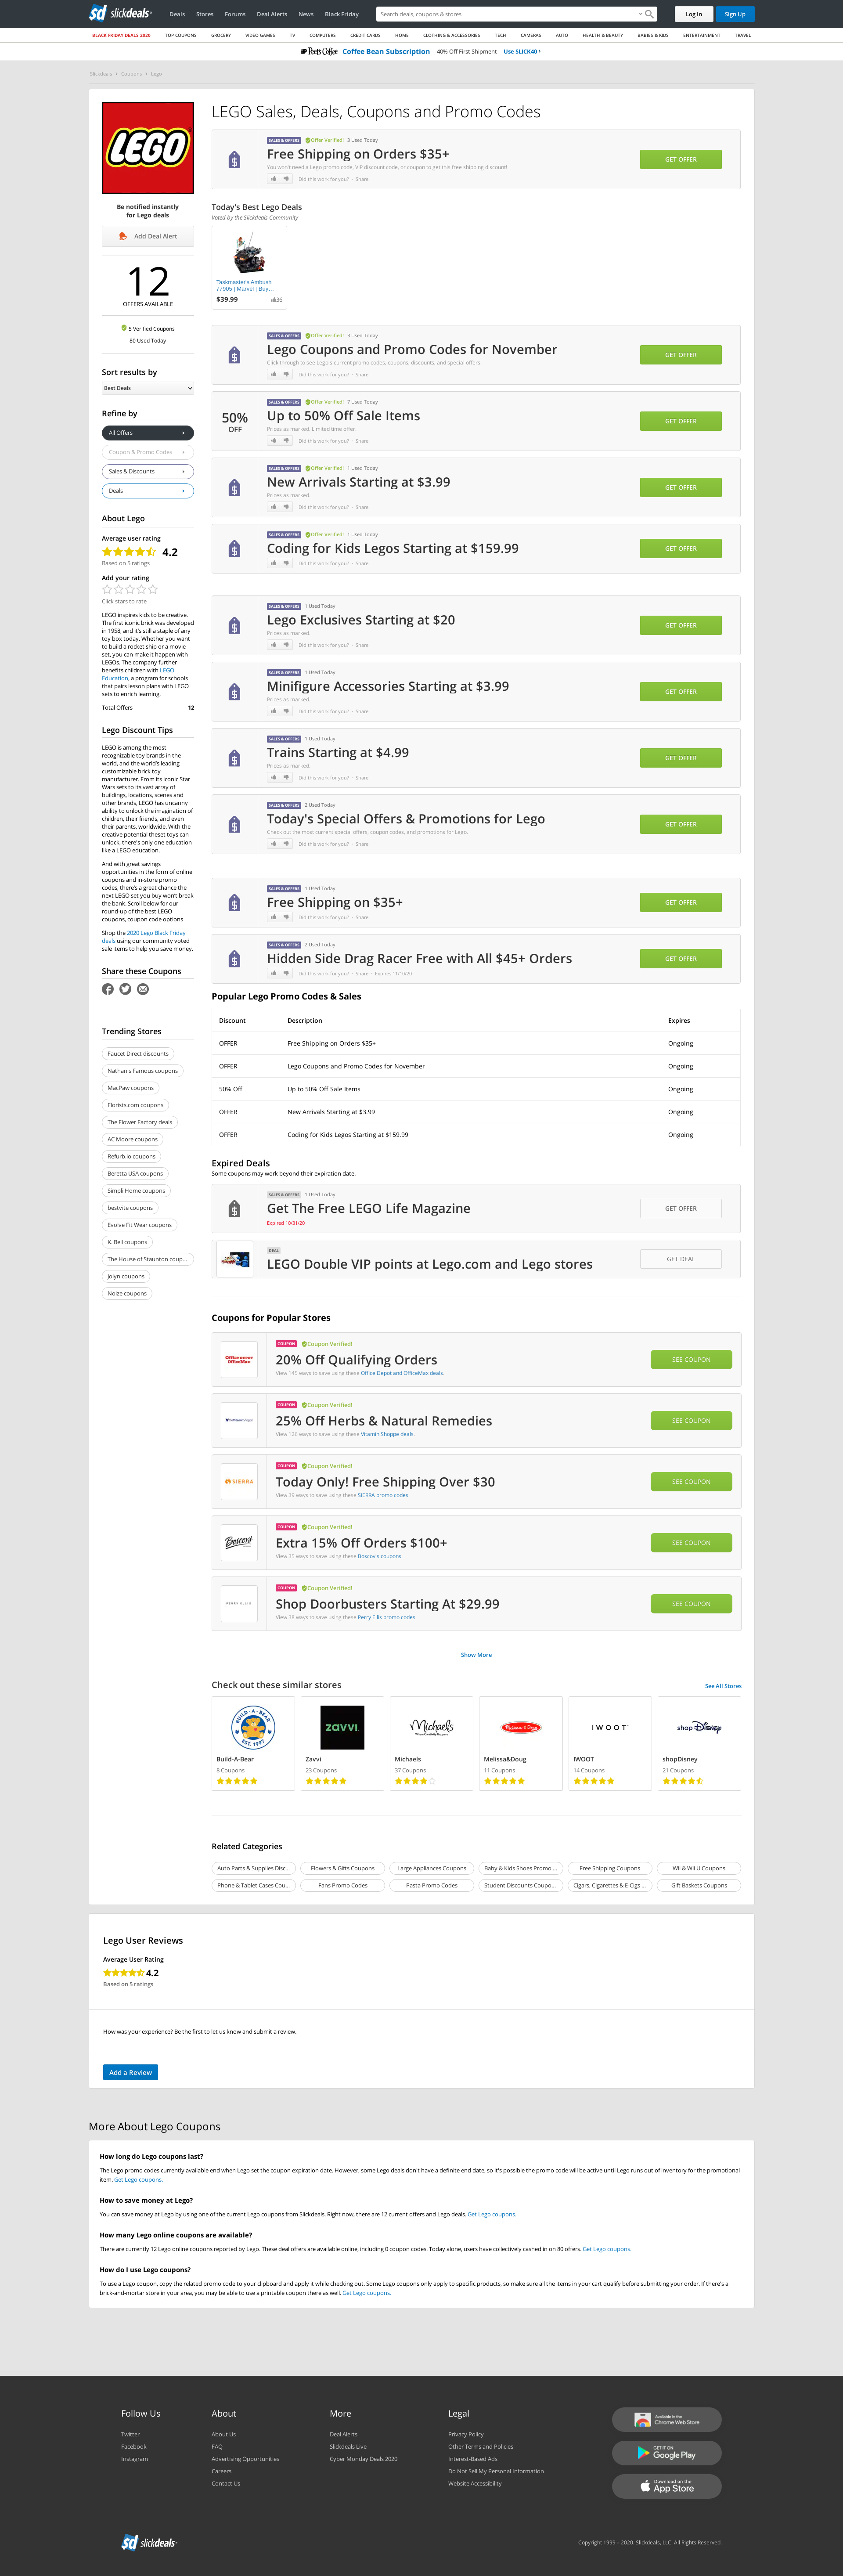 sd slickdeals
Deals Stores Forums Deal Alerts News Black Friday
Search deals, coupons & stores
Log In Sign Up
BLACK FRIDAY DEALS 2020 TOP COUPONS GROCERY VIDEO GAMES TV COMPUTERS CREDIT CARDS HOME CLOTHING & ACCESSORIES TECH CAMERAS AUTO HEALTH & BEAUTY BABIES & KIDS ENTERTAINMENT TRAVEL
Peet's Coffee Coffee Bean Subscription 40% Off First Shipment Use SLICK40
Slickdeals Coupons Lego
LEGO
Be notified instantly
for Lego deals
Add Deal Alert
12
OFFERS AVAILABLE
5 Verified Coupons
80 Used Today
Sort results by
Best Deals
Refine by
All Offers
Coupon & Promo Codes
Sales & Discounts
Deals
About Lego
Average user rating
4.2
Based on 5 ratings
Add your rating
Click stars to rate
LEGO inspires kids to be creative.
The first iconic brick was developed
in 1958, and it's still a staple of any
toy box today. Whether you want
to build a rocket ship or a movie
set, you can make it happen with
LEGOs. The company further
benefits children with LEGO
Education, a program for schools
that pairs lesson plans with LEGO
sets to enrich learning.
Total Offers 12
Lego Discount Tips
LEGO is among the most
recognizable toy brands in the
world, and the world's leading
customizable brick toy
manufacturer. From its iconic Star
Wars sets to its vast array of
buildings, locations, scenes and
other brands, LEGO has uncanny
ability to unlock the imagination of
children, their friends, and even
their parents, worldwide. With the
creative potential theset toys can
unlock, there's only one education
like a LEGO education.
And with great savings
opportunities in the form of online
coupons and in-store promo
codes, there's a great chance the
next LEGO set you buy won't break
the bank. Scroll below for our
round-up of the best LEGO
coupons, coupon code options
Shop the 2020 Lego Black Friday
deals using our community voted
sale items to help you save money.
Share these Coupons
Trending Stores
Faucet Direct discounts
Nathan's Famous coupons
MacPaw coupons
Florists.com coupons
The Flower Factory deals
AC Moore coupons
Refurb.io coupons
Beretta USA coupons
Simpli Home coupons
bestvite coupons
Evolve Fit Wear coupons
K. Bell coupons
The House of Staunton coup...
Jolyn coupons
Noize coupons
LEGO Sales, Deals, Coupons and Promo Codes
SALES & OFFERS Offer Verified! 3 Used Today
Free Shipping on Orders $35+
You won't need a Lego promo code, VIP discount code, or coupon to get this free shipping discount!
Did this work for you? · Share
GET OFFER
Today's Best Lego Deals
Voted by the Slickdeals Community
Taskmaster's Ambush
77905 | Marvel | Buy...
$39.99 36
SALES & OFFERS Offer Verified! 3 Used Today
Lego Coupons and Promo Codes for November
Click through to see Lego's current promo codes, coupons, discounts, and special offers.
Did this work for you? · Share
GET OFFER
50%
OFF
SALES & OFFERS Offer Verified! 7 Used Today
Up to 50% Off Sale Items
Prices as marked. Limited time offer.
Did this work for you? · Share
GET OFFER
SALES & OFFERS Offer Verified! 1 Used Today
New Arrivals Starting at $3.99
Prices as marked.
Did this work for you? · Share
GET OFFER
SALES & OFFERS Offer Verified! 1 Used Today
Coding for Kids Legos Starting at $159.99
Did this work for you? · Share
GET OFFER
SALES & OFFERS 1 Used Today
Lego Exclusives Starting at $20
Prices as marked.
Did this work for you? · Share
GET OFFER
SALES & OFFERS 1 Used Today
Minifigure Accessories Starting at $3.99
Prices as marked.
Did this work for you? · Share
GET OFFER
SALES & OFFERS 1 Used Today
Trains Starting at $4.99
Prices as marked.
Did this work for you? · Share
GET OFFER
SALES & OFFERS 2 Used Today
Today's Special Offers & Promotions for Lego
Check out the most current special offers, coupon codes, and promotions for Lego.
Did this work for you? · Share
GET OFFER
SALES & OFFERS 1 Used Today
Free Shipping on $35+
Did this work for you? · Share
GET OFFER
SALES & OFFERS 2 Used Today
Hidden Side Drag Racer Free with All $45+ Orders
Did this work for you? · Share · Expires 11/10/20
GET OFFER
Popular Lego Promo Codes & Sales
Discount Description Expires
OFFER Free Shipping on Orders $35+ Ongoing
OFFER Lego Coupons and Promo Codes for November Ongoing
50% Off Up to 50% Off Sale Items Ongoing
OFFER New Arrivals Starting at $3.99 Ongoing
OFFER Coding for Kids Legos Starting at $159.99 Ongoing
Expired Deals
Some coupons may work beyond their expiration date.
SALES & OFFERS 1 Used Today
Get The Free LEGO Life Magazine
Expired 10/31/20
GET OFFER
DEAL
LEGO Double VIP points at Lego.com and Lego stores
GET DEAL
Coupons for Popular Stores
Office DEPOT
OfficeMax
COUPON Coupon Verified!
20% Off Qualifying Orders
View 145 ways to save using these Office Depot and OfficeMax deals.
SEE COUPON
COUPON Coupon Verified!
25% Off Herbs & Natural Remedies
View 126 ways to save using these Vitamin Shoppe deals.
SEE COUPON
SIERRA
COUPON Coupon Verified!
Today Only! Free Shipping Over $30
View 39 ways to save using these SIERRA promo codes.
SEE COUPON
Boscov's
COUPON Coupon Verified!
Extra 15% Off Orders $100+
View 35 ways to save using these Boscov's coupons.
SEE COUPON
PERRY ELLIS
COUPON Coupon Verified!
Shop Doorbusters Starting At $29.99
View 38 ways to save using these Perry Ellis promo codes.
SEE COUPON
Show More
Check out these similar stores
See All Stores
BUILD-A-BEAR EST. 1997 ZAVVI. Michaels Melissa & Doug IWOOT shopDisney
Build-A-Bear Zavvi Michaels Melissa&Doug IWOOT shopDisney
8 Coupons 23 Coupons 37 Coupons 11 Coupons 14 Coupons 21 Coupons
Related Categories
Auto Parts & Supplies Disc... Flowers & Gifts Coupons Large Appliances Coupons Baby & Kids Shoes Promo ... Free Shipping Coupons Wii & Wii U Coupons
Phone & Tablet Cases Cou... Fans Promo Codes Pasta Promo Codes Student Discounts Coupo... Cigars, Cigarettes & E-Cigs ... Gift Baskets Coupons
Lego User Reviews
Average User Rating
4.2
Based on 5 ratings
How was your experience? Be the first to let us know and submit a review.
Add a Review
More About Lego Coupons
How long do Lego coupons last?
The Lego promo codes currently available end when Lego set the coupon expiration date. However, some Lego deals don't have a definite end date, so it's possible the promo code will be active until Lego runs out of inventory for the promotional
item. Get Lego coupons.
How to save money at Lego?
You can save money at Lego by using one of the current Lego coupons from Slickdeals. Right now, there are 12 current offers and Lego deals. Get Lego coupons.
How many Lego online coupons are available?
There are currently 12 Lego online coupons reported by Lego. These deal offers are available online, including 0 coupon codes. Today alone, users have collectively cashed in on 80 offers. Get Lego coupons.
How do I use Lego coupons?
To use a Lego coupon, copy the related promo code to your clipboard and apply it while checking out. Some Lego coupons only apply to specific products, so make sure all the items in your cart qualify before submitting your order. If there's a
brick-and-mortar store in your area, you may be able to use a printable coupon there as well. Get Lego coupons.
Follow Us
Twitter
Facebook
Instagram
About
About Us
FAQ
Advertising Opportunities
Careers
Contact Us
More
Deal Alerts
Slickdeals Live
Cyber Monday Deals 2020
Legal
Privacy Policy
Other Terms and Policies
Interest-Based Ads
Do Not Sell My Personal Information
Website Accessibility
Available in the
Chrome Web Store
GET IT ON
Google Play
Download on the
App Store
sd slickdeals
Copyright 1999 – 2020. Slickdeals, LLC. All Rights Reserved.